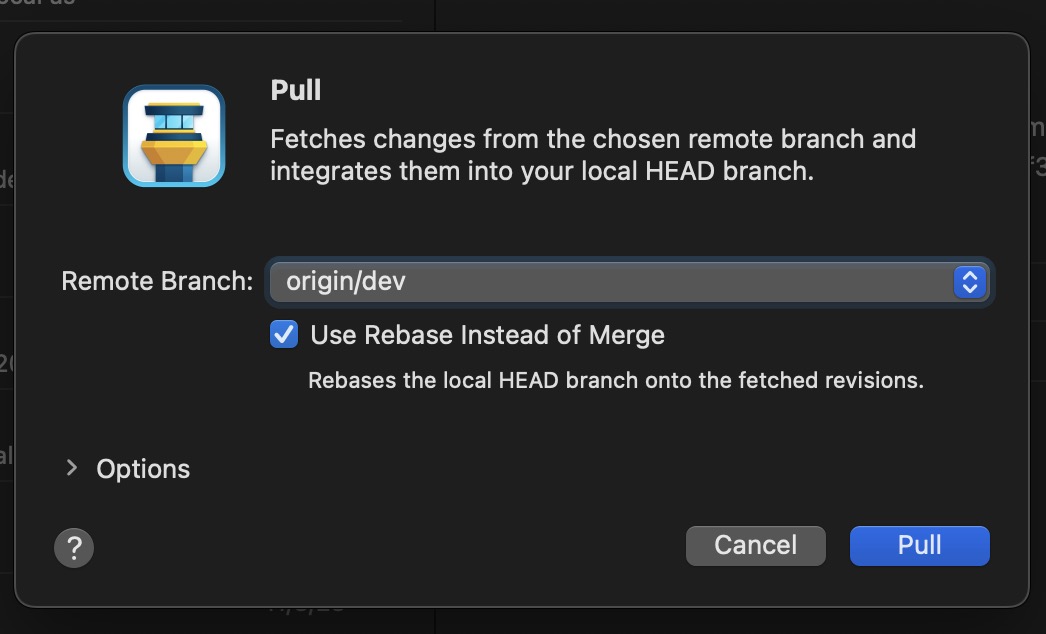 Pull
Fetches changes from the chosen remote branch and
integrates them into your local HEAD branch.
Remote Branch: origin/dev
Use Rebase Instead of Merge
Rebases the local HEAD branch onto the fetched revisions.
Options
?
Cancel
Pull